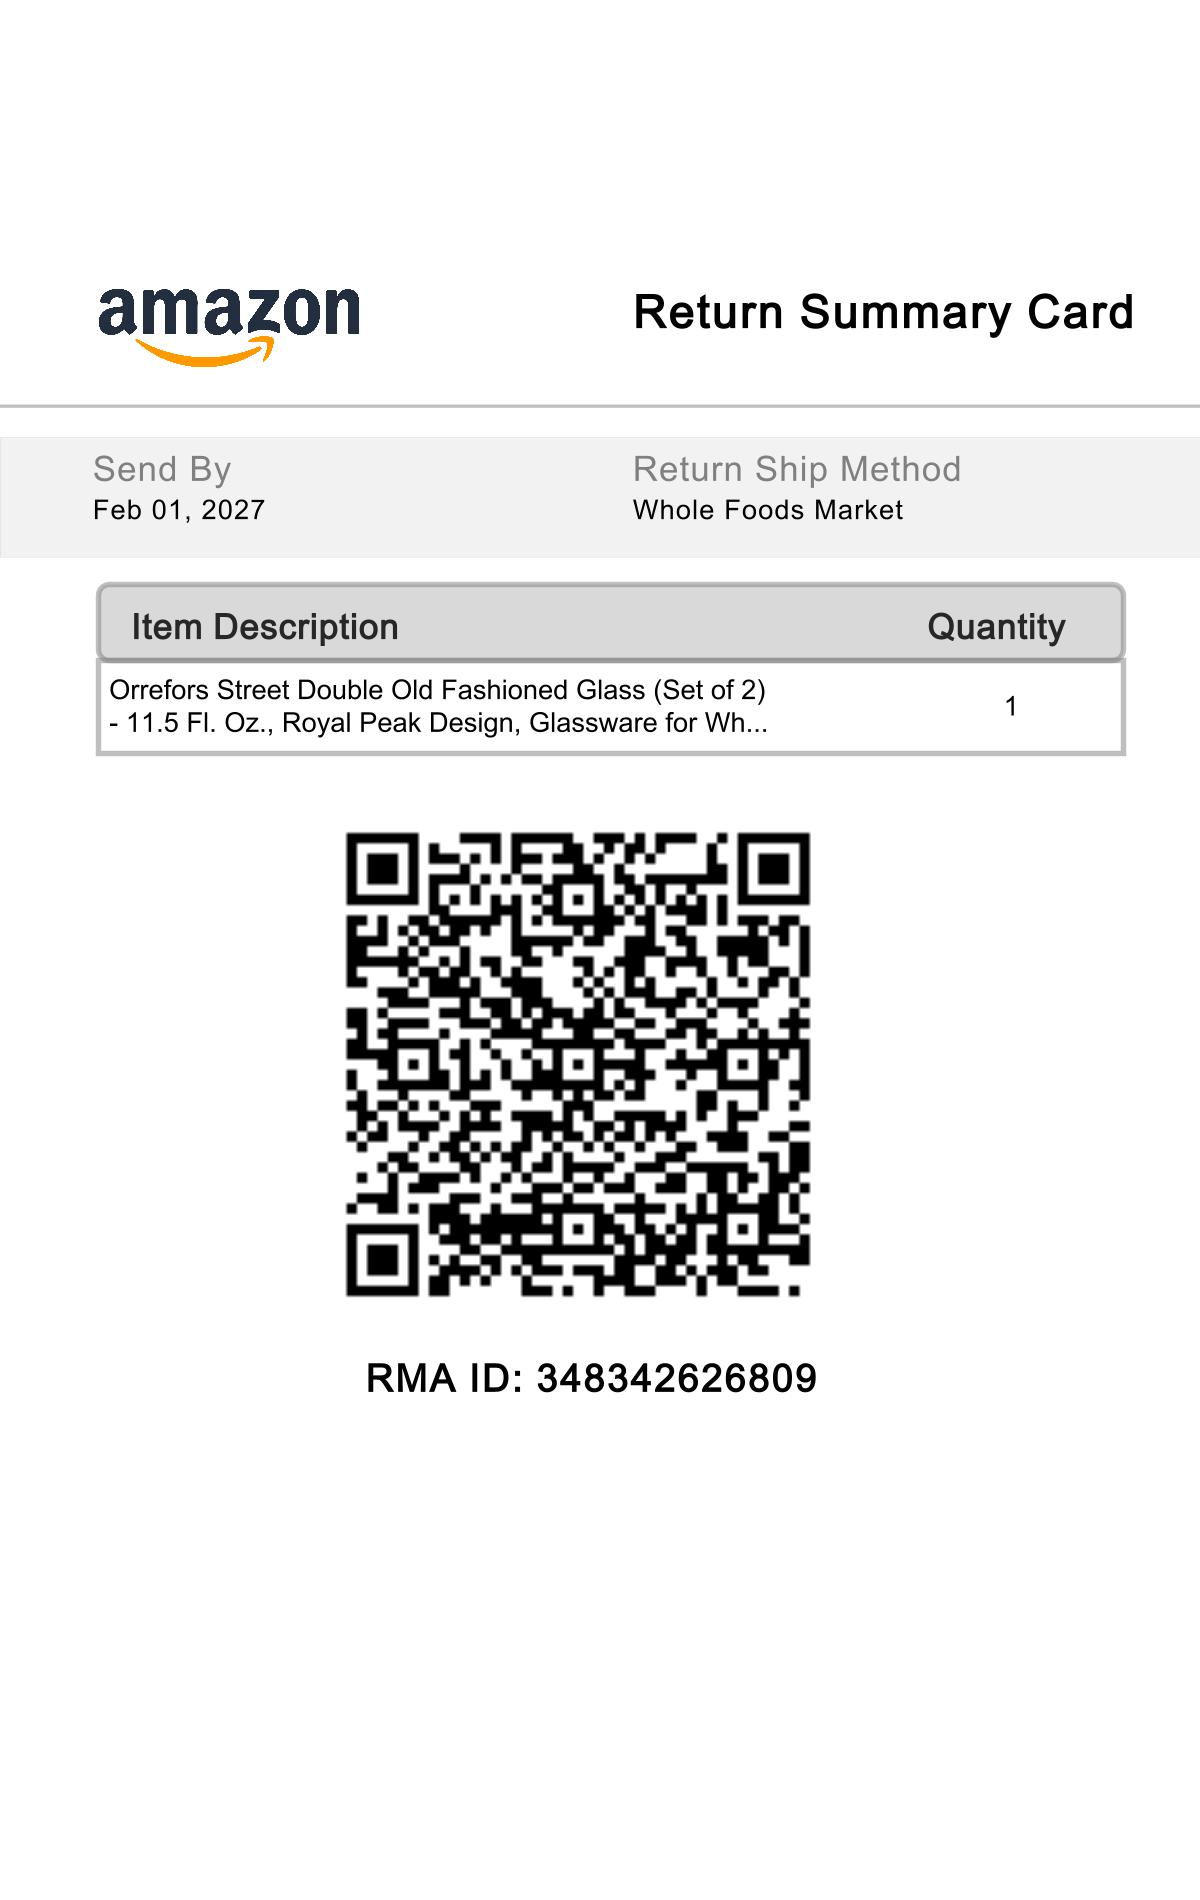 amazon
Return Summary Card
Send By
Return Ship Method
Feb 01, 2027
Whole Foods Market
Item Description
Quantity
Orrefors Street Double Old Fashioned Glass (Set of 2)
- 11.5 Fl. Oz., Royal Peak Design, Glassware for Wh...
1
RMA ID: 348342626809